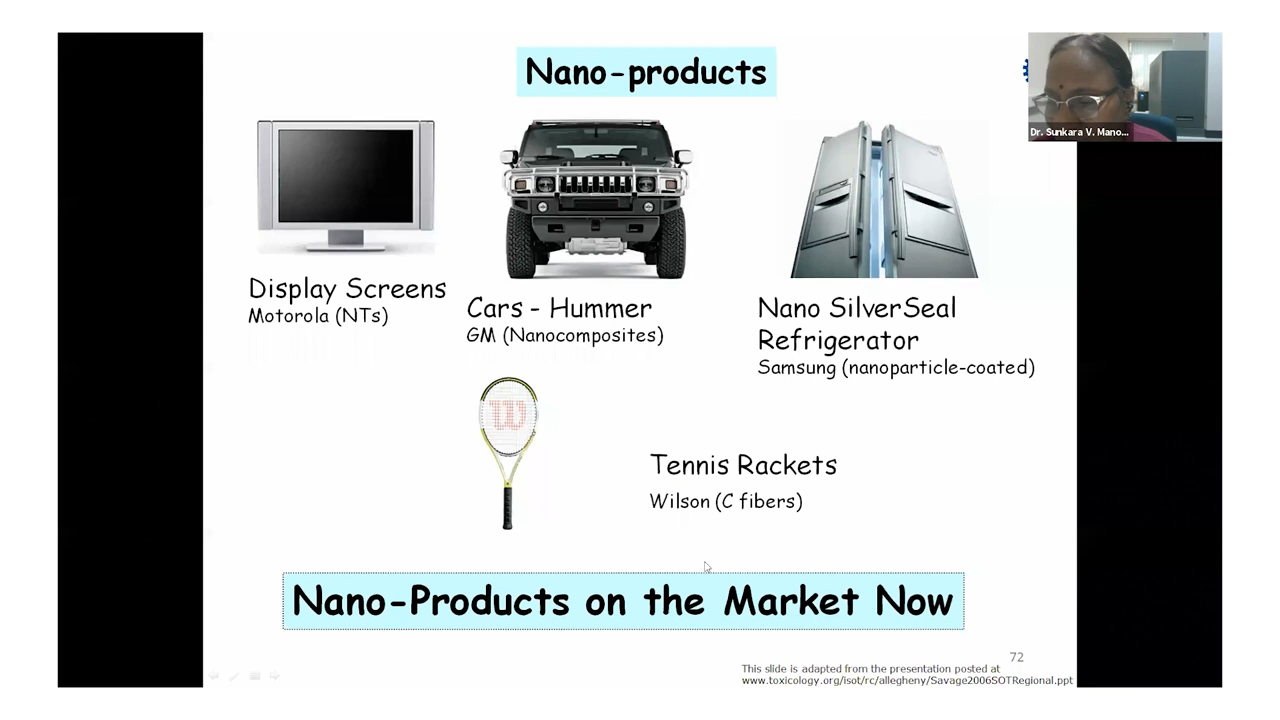 Nano-products
Dr. Sunkara V. Mano...
Display Screens
Motorola (NTs)
Cars - Hummer
GM (Nanocomposites)
Nano SilverSeal
Refrigerator
Samsung (nanoparticle-coated)
W
Tennis Rackets
Wilson (C fibers)
Nano-Products on the Market Now
72
This slide is adapted from the presentation posted at
www.toxicology.org/isot/rc/allegheny/Savage2006SOTRegional.ppt